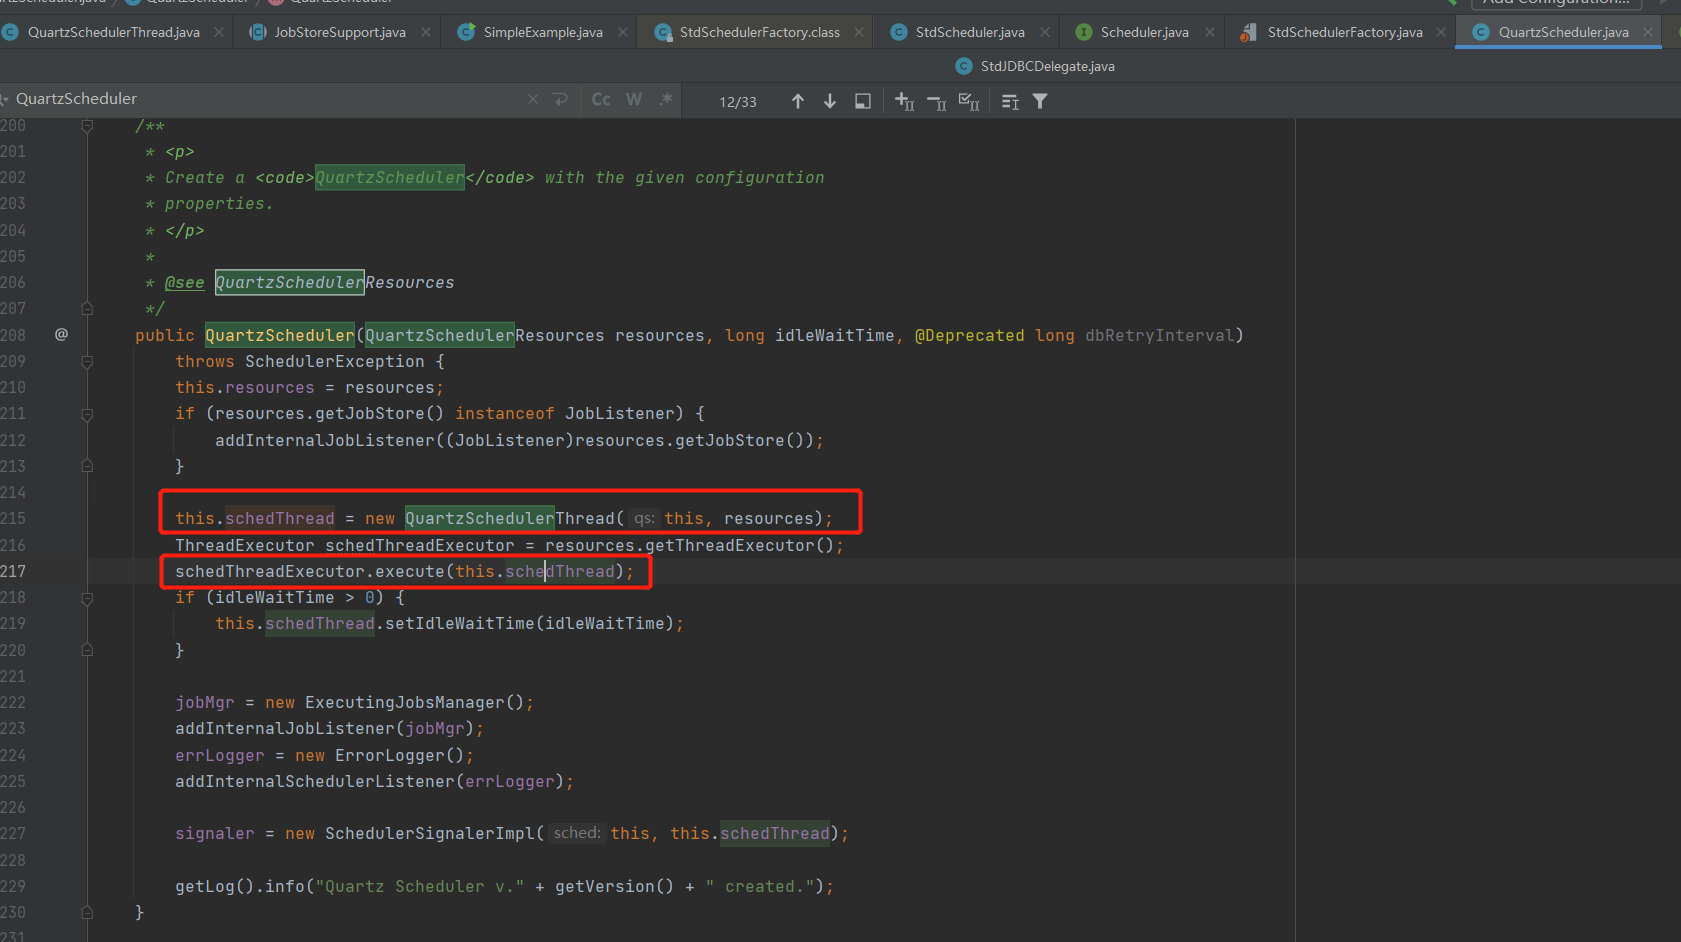 QuartzSchedulerThread.java JobStoreSupport.java SimpleExample.java StdSchedulerFactory.class StdScheduler.java Scheduler.java StdSchedulerFactory.java QuartzScheduler.java
StdJDBCDelegate.java
QuartzScheduler Cc W .* 12/33
200 /**
201 * <p>
202 * Create a <code>QuartzScheduler</code> with the given configuration
203 * properties.
204 * </p>
205 *
206 * @see QuartzSchedulerResources
207 */
208 @ public QuartzScheduler(QuartzSchedulerResources resources, long idleWaitTime, @Deprecated long dbRetryInterval)
209 throws SchedulerException {
210 this.resources = resources;
211 if (resources.getJobStore() instanceof JobListener) {
212 addInternalJobListener((JobListener)resources.getJobStore());
213 }
214
215 this.schedThread = new QuartzSchedulerThread( qs: this, resources);
216 ThreadExecutor schedThreadExecutor = resources.getThreadExecutor();
217 schedThreadExecutor.execute(this.schedThread);
218 if (idleWaitTime > 0) {
219 this.schedThread.setIdleWaitTime(idleWaitTime);
220 }
221
222 jobMgr = new ExecutingJobsManager();
223 addInternalJobListener(jobMgr);
224 errLogger = new ErrorLogger();
225 addInternalSchedulerListener(errLogger);
226
227 signaler = new SchedulerSignalerImpl( sched: this, this.schedThread);
228
229 getLog().info("Quartz Scheduler v." + getVersion() + " created.");
230 }
231